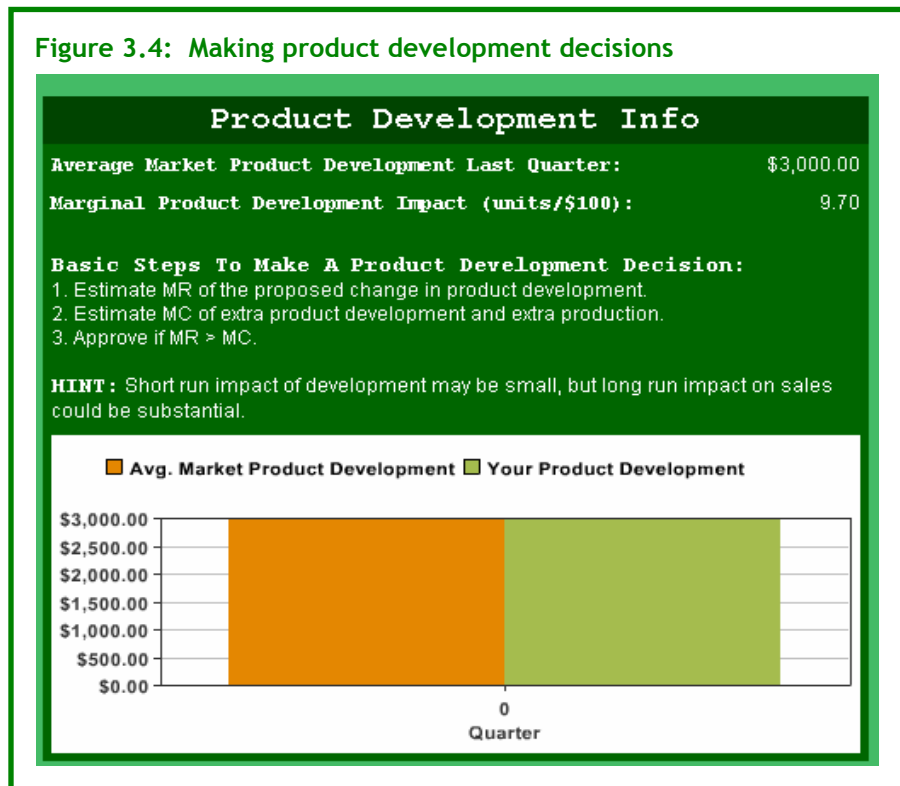 Figure 3.4: Making product development decisions
Product Development Info
Average Market Product Development Last Quarter: $3,000.00
Marginal Product Development Impact (units/$100): 9.70
Basic Steps To Make A Product Development Decision:
1. Estimate MR of the proposed change in product development.
2. Estimate MC of extra product development and extra production.
3. Approve if MR > MC.
HINT: Short run impact of development may be small, but long run impact on sales
could be substantial.
Avg. Market Product Development Your Product Development
$3,000.00
$2,500.00
$2,000.00
$1,500.00
$1,000.00
$500.00
$0.00
0
Quarter